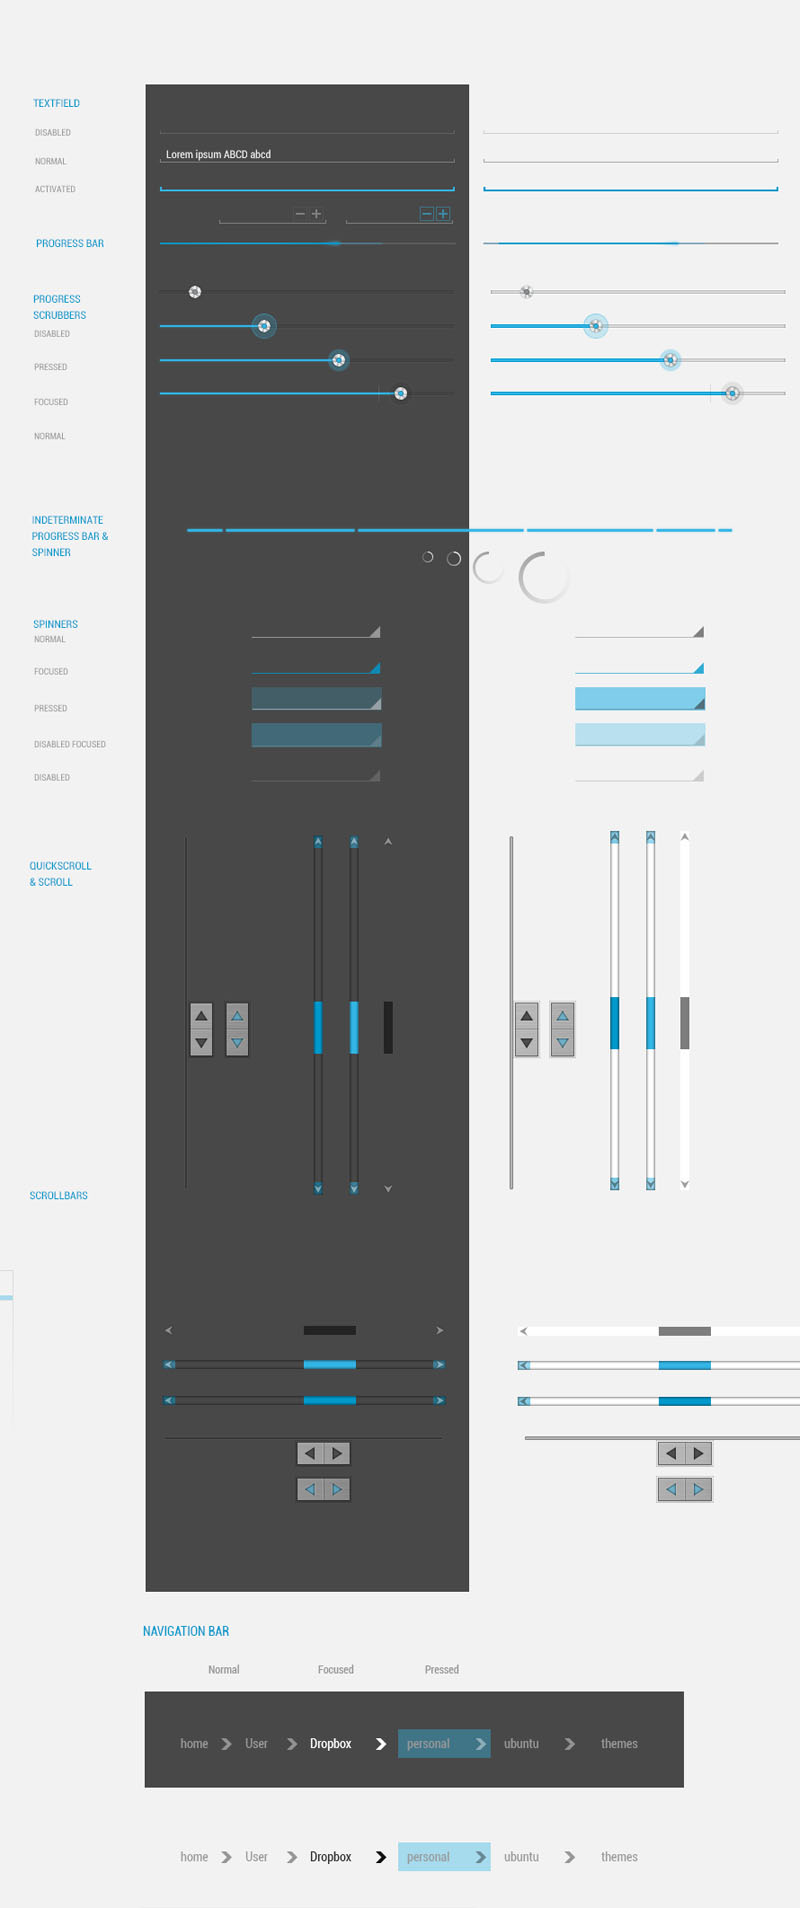 TEXTFIELD
DISABLED
Lorem ipsum ABCD abcd
NORMAL
ACTIVATED
PROGRESS BAR
PROGRESS
SCRUBBERS
DISABLED
PRESSED
FOCUSED
NORMAL
INDETERMINATE
PROGRESS BAR &
SPINNER
SPINNERS
NORMAL
FOCUSED
PRESSED
DISABLED FOCUSED
DISABLED
QUICKSCROLL
& SCROLL
SCROLLBARS
NAVIGATION BAR
Normal Focused Pressed
home User Dropbox personal ubuntu themes
home User Dropbox personal ubuntu themes